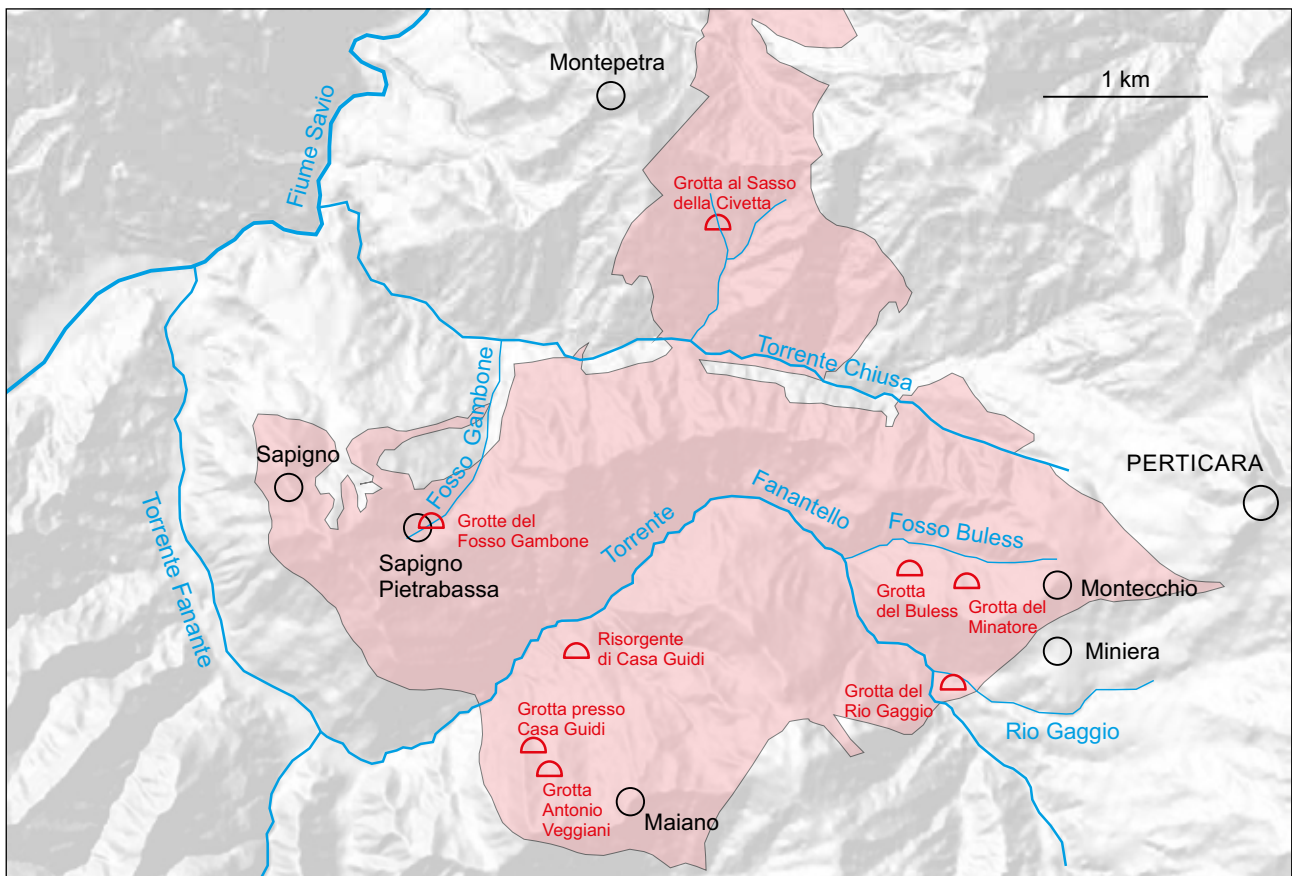 Montepetra
1 km
Fiume Savio
Grotta al Sasso
della Civetta
Torrente Chiusa
Fosso Gambone
Sapigno
PERTICARA
Torrente Fanante
Grotte del
Fosso Gambone
Sapigno
Pietrabassa
Torrente
Fanantello
Fosso Buless
Grotta
del Buless
Grotta del
Minatore
Montecchio
Risorgente
di Casa Guidi
Miniera
Grotta del
Rio Gaggio
Rio Gaggio
Grotta presso
Casa Guidi
Grotta
Antonio
Veggiani
Maiano